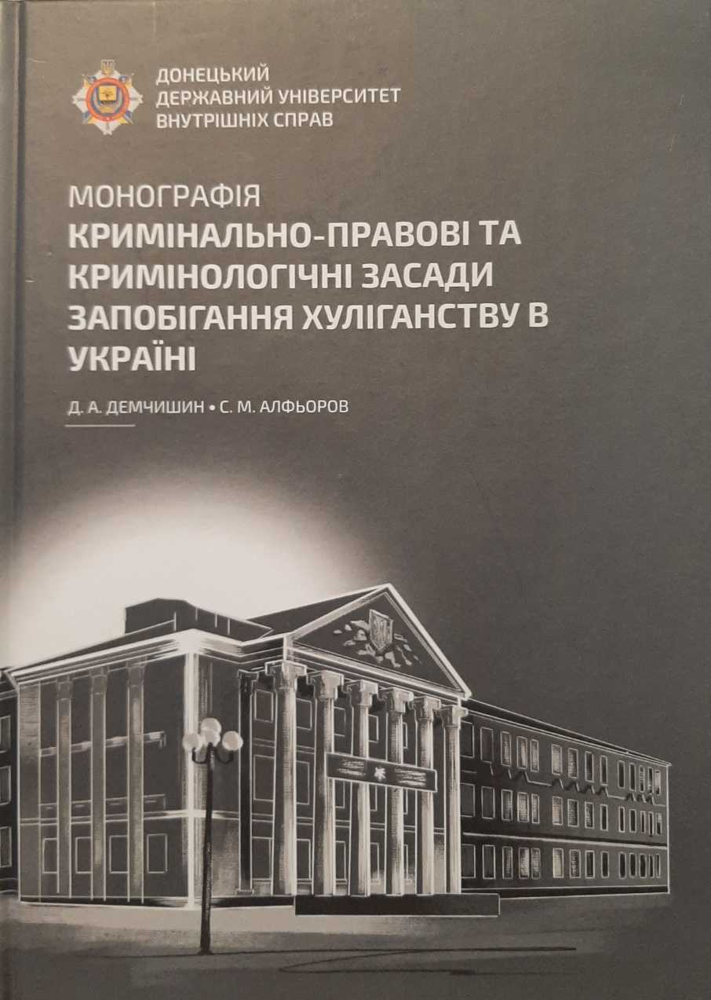 ДОНЕЦЬКИЙ
ДЕРЖАВНИЙ УНІВЕРСИТЕТ
ВНУТРІШНІХ СПРАВ
МОНОГРАФІЯ
КРИМІНАЛЬНО-ПРАВОВІ ТА
КРИМІНОЛОГІЧНІ ЗАСАДИ
ЗАПОБІГАННЯ ХУЛІГАНСТВУ В
УКРАЇНІ
Д. А. ДЕМЧИШИН • С. М. АЛФЬОРОВ